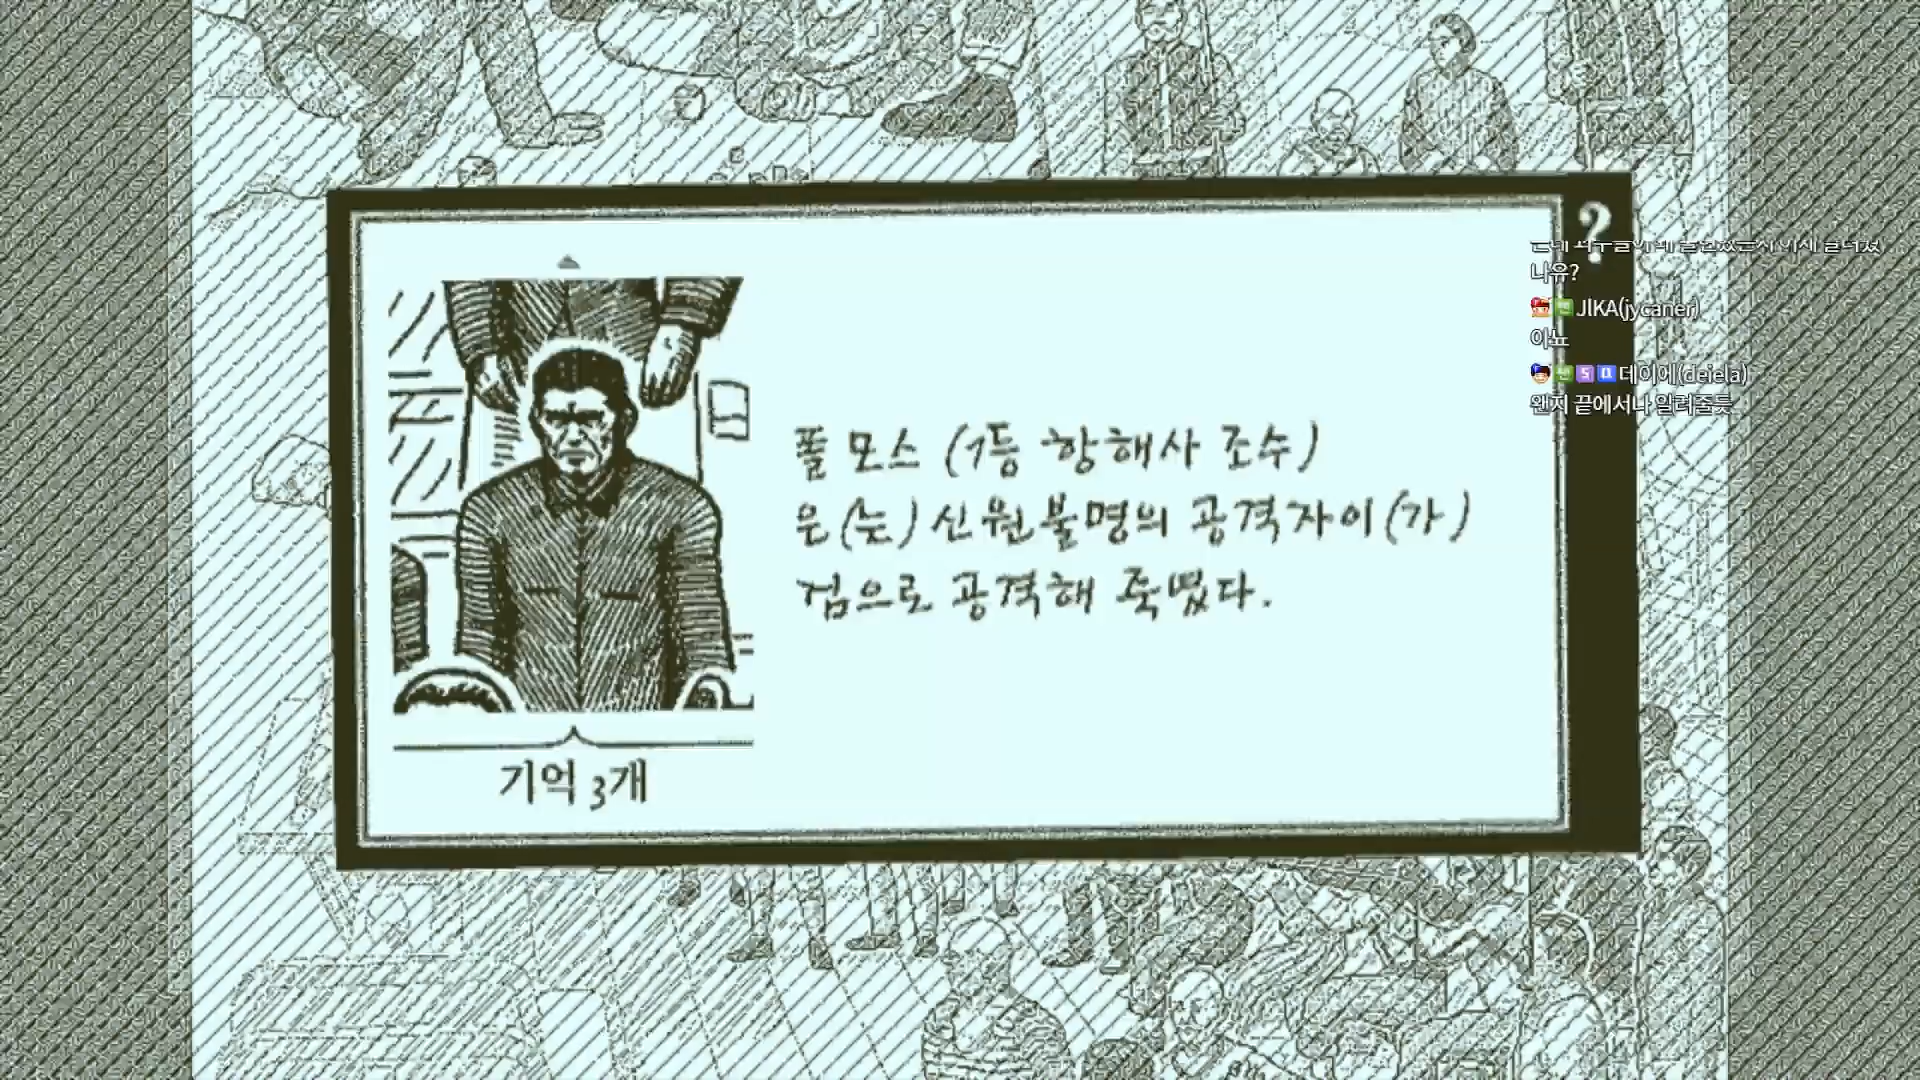 ?
폴 모스 (1등 항해사 조수)
은(는) 신원불명의 공격자이(가)
검으로 공격해 죽였다.
기억 3개
나유?
JIKA(jycaner)
이뇨
데이에(deiela)
왠지 끝에서나 알려줄듯